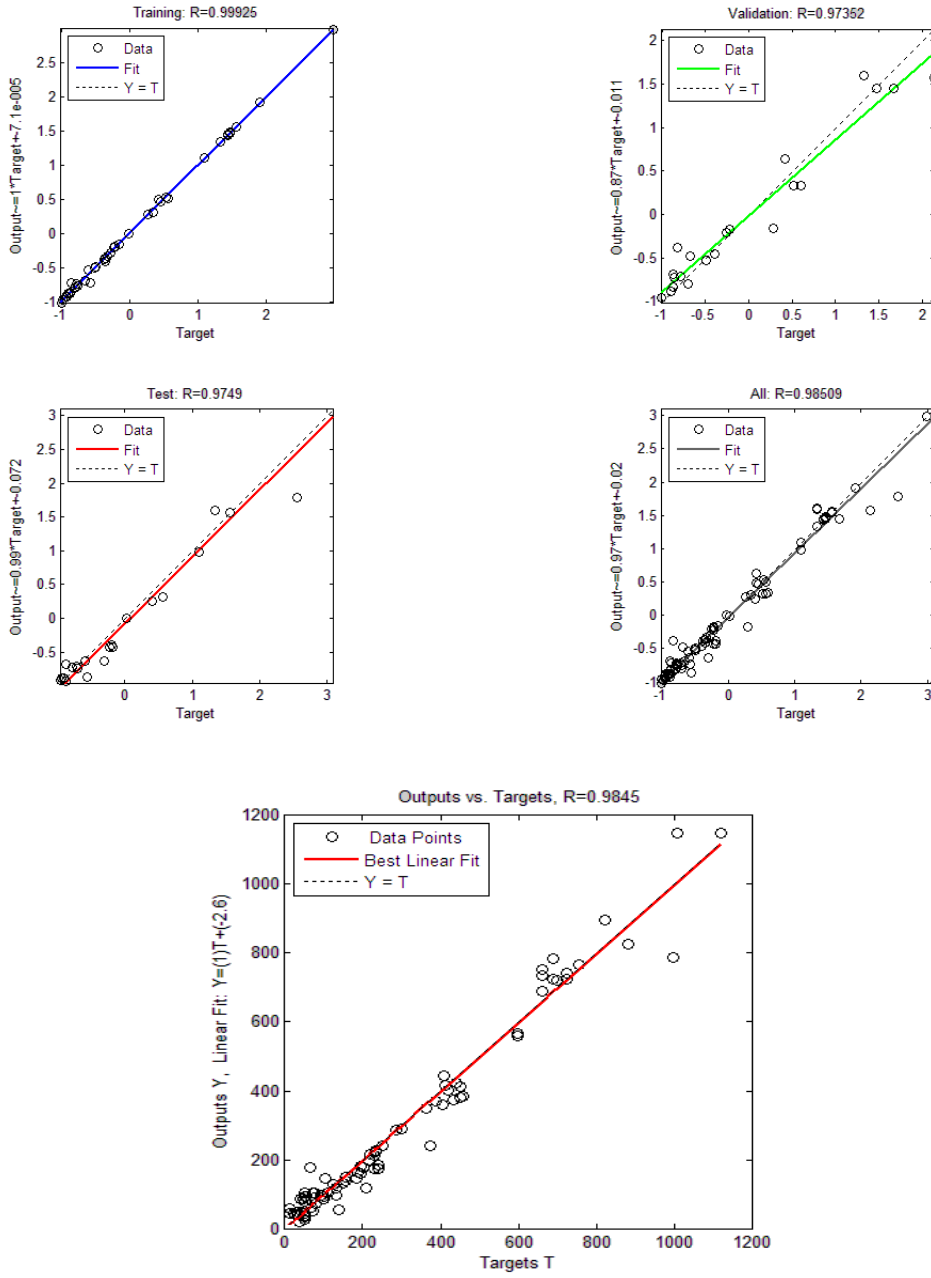 Training: R=0.99925
Data
Fit
Y = T
Output~=1*Target+-7.1e-005
2.5
2
1.5
1
0.5
0
-0.5
-1
-1 0 1 2
Target
Validation: R=0.97352
Data
Fit
Y = T
Output~=0.87*Target+-0.011
2
1.5
1
0.5
0
-0.5
-1
-1 -0.5 0 0.5 1 1.5 2
Target
Test: R=0.9749
Data
Fit
Y = T
Output~=0.99*Target+-0.072
3
2.5
2
1.5
1
0.5
0
-0.5
0 1 2 3
Target
All: R=0.98509
Data
Fit
Y = T
Output~=0.97*Target+-0.02
3
2.5
2
1.5
1
0.5
0
-0.5
-1
-1 0 1 2 3
Target
Outputs vs. Targets, R=0.9845
Data Points
Best Linear Fit
Y = T
Outputs Y, Linear Fit: Y=(1)T+(-2.6)
1200
1000
800
600
400
200
0
0 200 400 600 800 1000 1200
Targets T